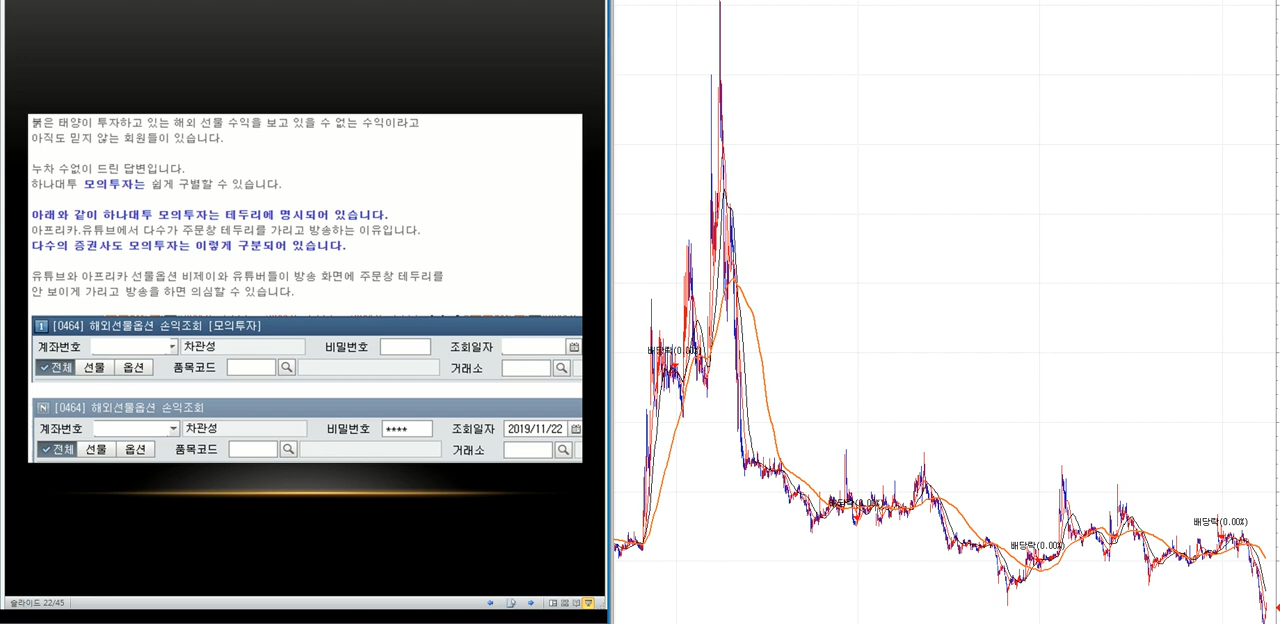 붉은 태양이 투자하고 있는 해외 선물 수익을 보고 있을 수 없는 수익이라고
아직도 믿지 않는 회원들이 있습니다.
누차 수없이 드린 답변입니다.
하나대투 모의투자는 쉽게 구별할 수 있습니다.
아래와 같이 하나대투 모의투자는 테두리에 명시되어 있습니다.
아프리카.유튜브에서 다수가 주문창 테두리를 가리고 방송하는 이유입니다.
다수의 증권사도 모의투자는 이렇게 구분되어 있습니다.
유튜브와 아프리카 선물옵션 비제이와 유튜버들이 방송 화면에 주문창 테두리를
안 보이게 가리고 방송을 하면 의심할 수 있습니다.
1 [0464] 해외선물옵션 손익조회 [모의투자]
계좌번호 차관성 비밀번호 조회일자
전체 선물 옵션 품목코드 거래소
N [0464] 해외선물옵션 손익조회
계좌번호 차관성 비밀번호 **** 조회일자 2019/11/22
전체 선물 옵션 품목코드 거래소
슬라이드 22/45
배당락(0.00%)
배당락(0.00%)
배당락(0.00%)
배당락(0.00%)